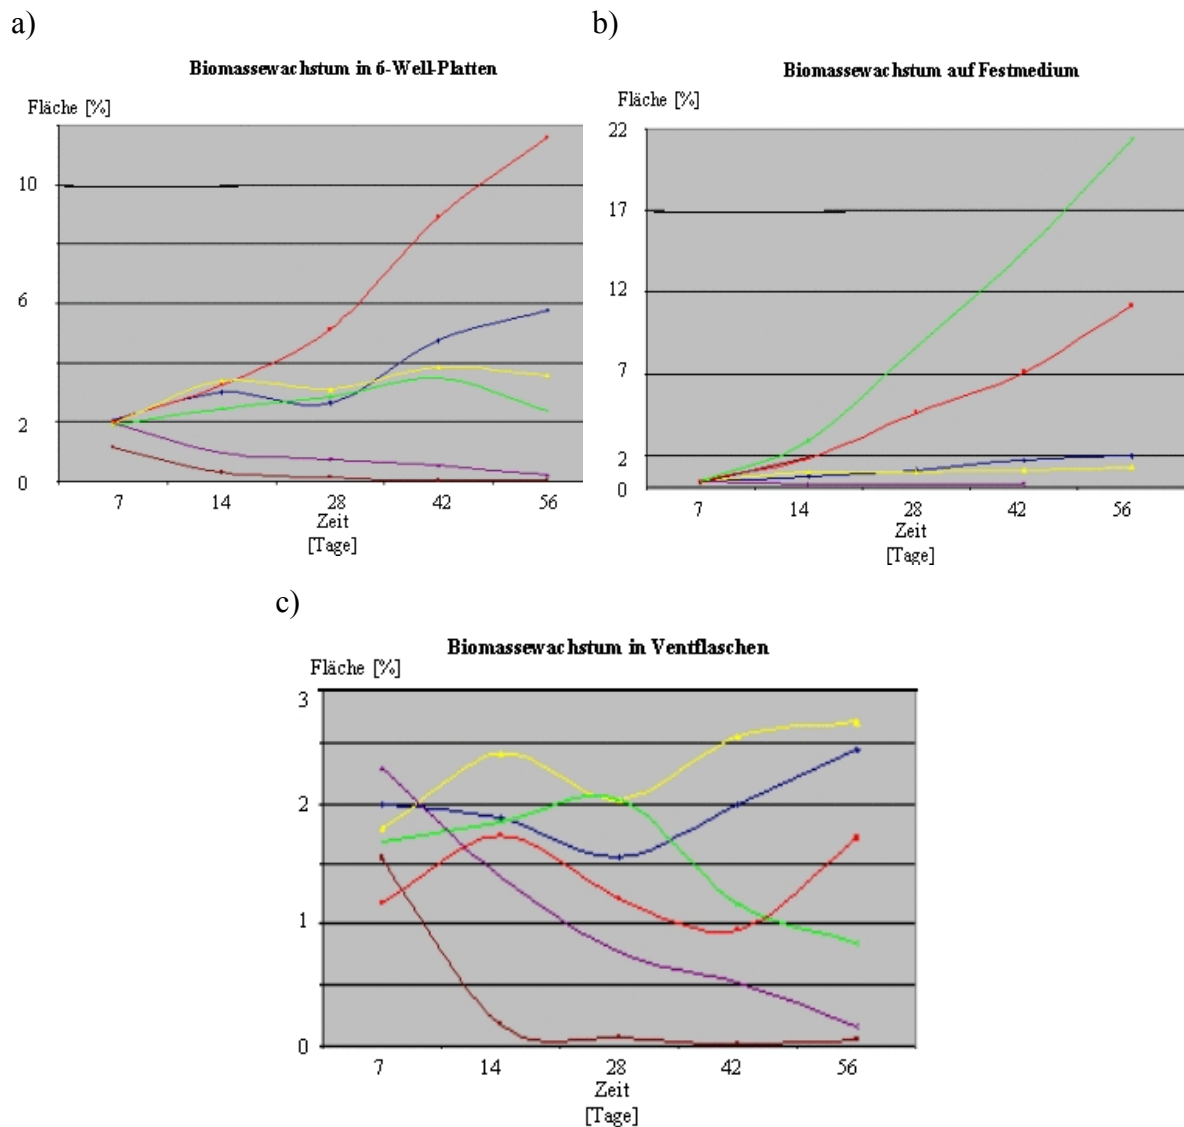 a)
Biomassewachstum in 6-Well-Platten
Fläche [%]
10
6
2
0
7 14 28 42 56
Zeit
[Tage]
b)
Biomassewachstum auf Festmedium
Fläche [%]
22
17
12
7
2
0
7 14 28 42 56
Zeit
[Tage]
c)
Biomassewachstum in Ventflaschen
Fläche [%]
3
2
1
0
7 14 28 42 56
Zeit
[Tage]